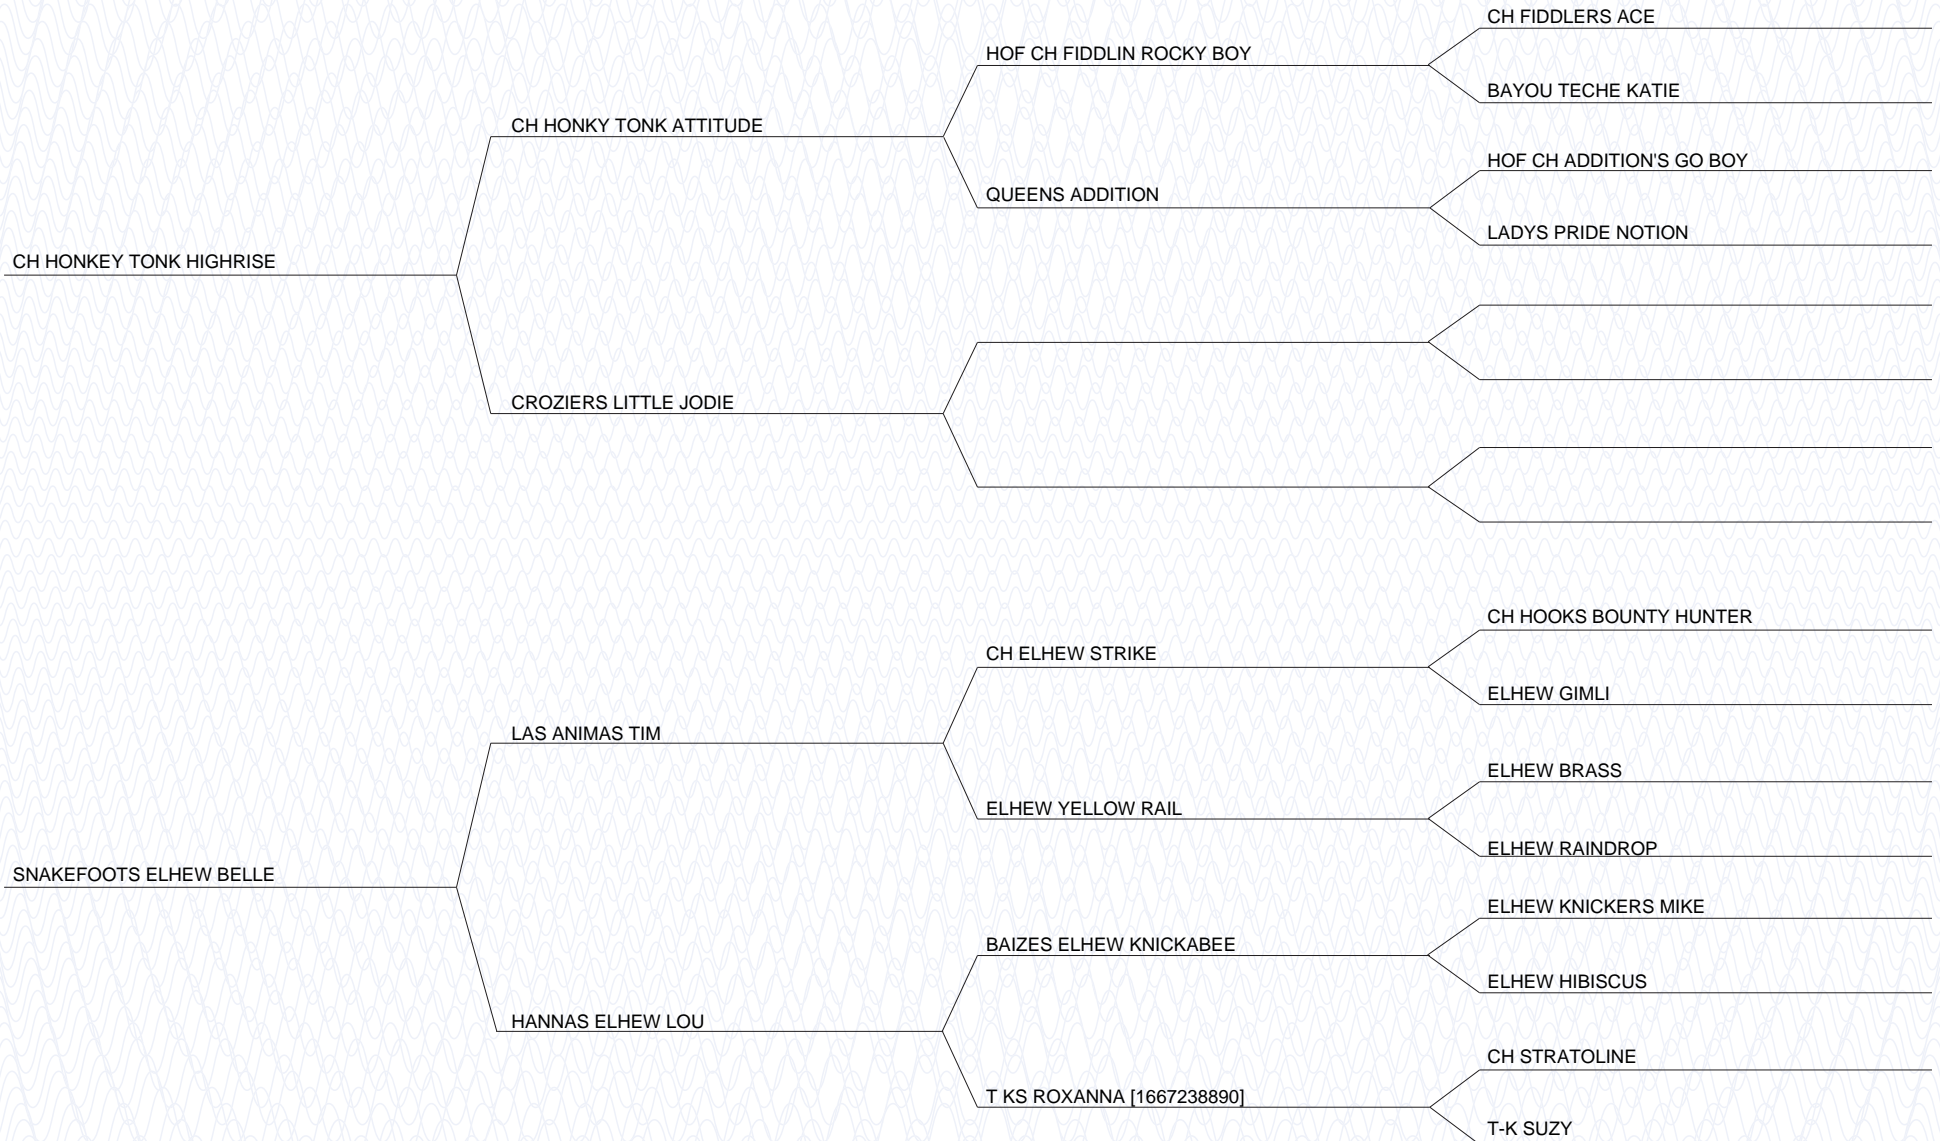 CH FIDDLERS ACE
HOF CH FIDDLIN ROCKY BOY
BAYOU TECHE KATIE
CH HONKY TONK ATTITUDE
HOF CH ADDITION'S GO BOY
QUEENS ADDITION
LADYS PRIDE NOTION
CH HONKEY TONK HIGHRISE
CROZIERS LITTLE JODIE
CH HOOKS BOUNTY HUNTER
CH ELHEW STRIKE
ELHEW GIMLI
LAS ANIMAS TIM
ELHEW BRASS
ELHEW YELLOW RAIL
ELHEW RAINDROP
SNAKEFOOTS ELHEW BELLE
ELHEW KNICKERS MIKE
BAIZES ELHEW KNICKABEE
ELHEW HIBISCUS
HANNAS ELHEW LOU
CH STRATOLINE
T KS ROXANNA [1667238890]
T-K SUZY